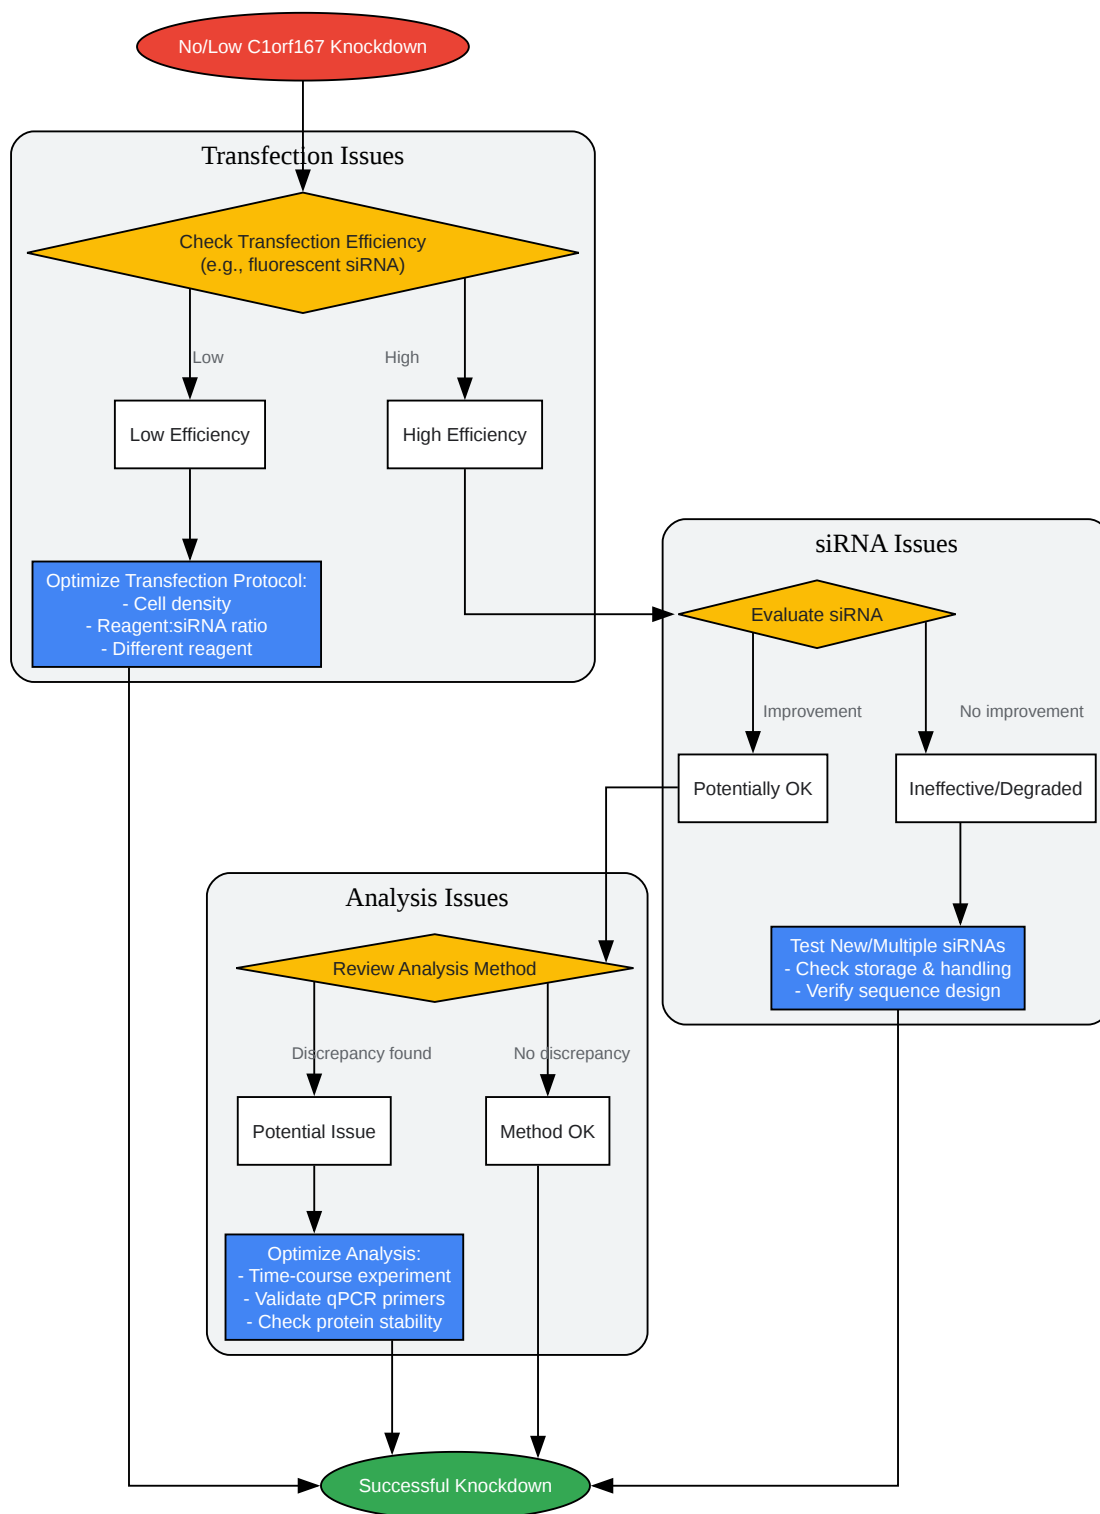 No/Low C1orf167 Knockdown
Transfection Issues
Check Transfection Efficiency
(e.g., fluorescent siRNA)
Low
High
Low Efficiency
High Efficiency
Optimize Transfection Protocol:
- Cell density
- Reagent:siRNA ratio
- Different reagent
siRNA Issues
Evaluate siRNA
Improvement
No improvement
Potentially OK
Ineffective/Degraded
Test New/Multiple siRNAs
- Check storage & handling
- Verify sequence design
Analysis Issues
Review Analysis Method
Discrepancy found
No discrepancy
Potential Issue
Method OK
Optimize Analysis:
- Time-course experiment
- Validate qPCR primers
- Check protein stability
Successful Knockdown